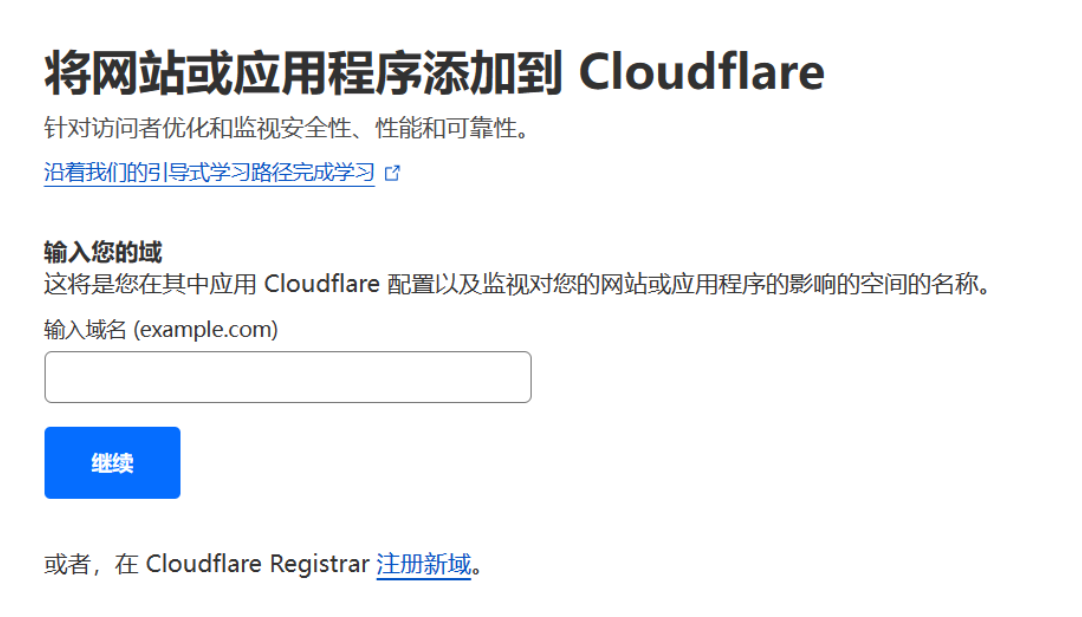 将网站或应用程序添加到 Cloudflare
针对访问者优化和监视安全性、性能和可靠性。
沿着我们的引导式学习路径完成学习
输入您的域
这将是您在其中应用 Cloudflare 配置以及监视对您的网站或应用程序的影响的空间的名称。
输入域名 (example.com)
继续
或者，在 Cloudflare Registrar 注册新域。